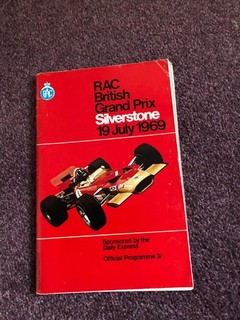 RAC
British
Grand Prix
Silverstone
19 July 1969
Sponsored by the
Daily Express
Official Programme 3/